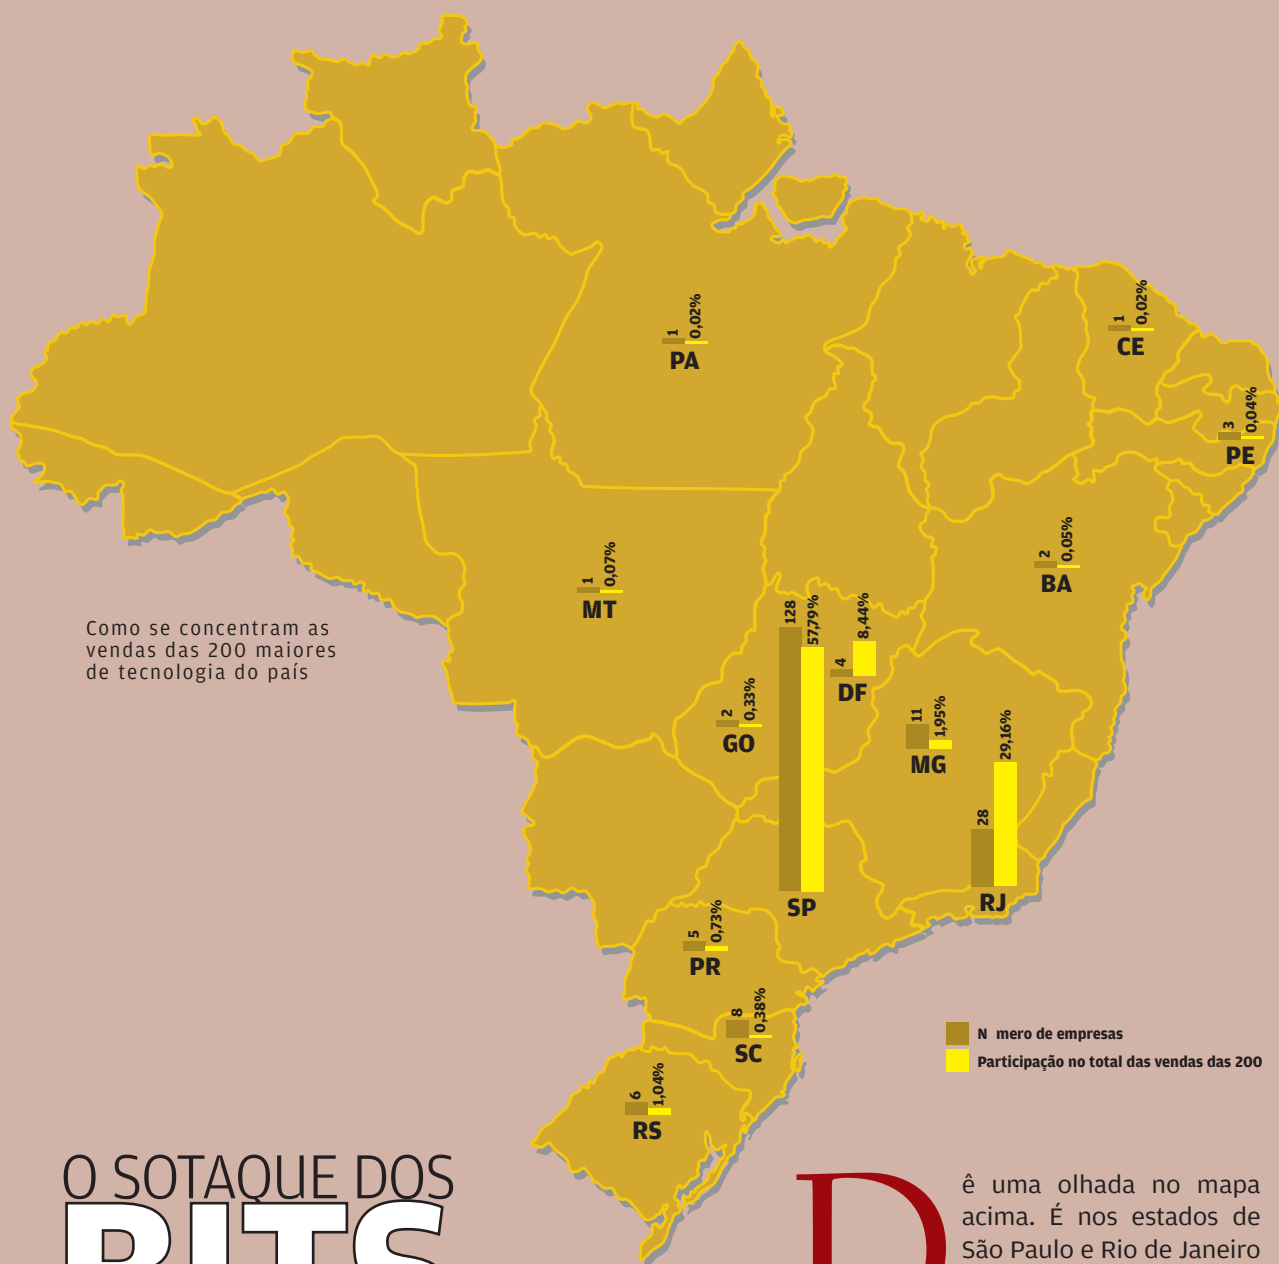 1 0,02%
PA
1 0,02%
CE
3 0,04%
PE
1 0,07%
MT
2 0,05%
BA
Como se concentram as
vendas das 200 maiores
de tecnologia do país
128 57,79%
SP
4 8,44%
DF
2 0,33%
GO
11 1,95%
MG
28 29,16%
RJ
5 0,73%
PR
8 0,38%
SC
6 1,04%
RS
N mero de empresas
Participação no total das vendas das 200
O SOTAQUE DOS
BITS
Dê uma olhada no mapa
acima. É nos estados de
São Paulo e Rio de Janeiro